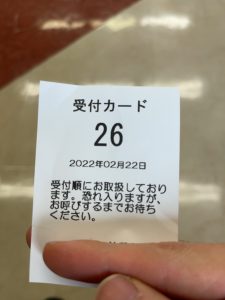 受付カード
26
2022年02月22日
受付順にお取扱しており
ます。恐れ入りますが、
お呼びするまでお待ち
ください。